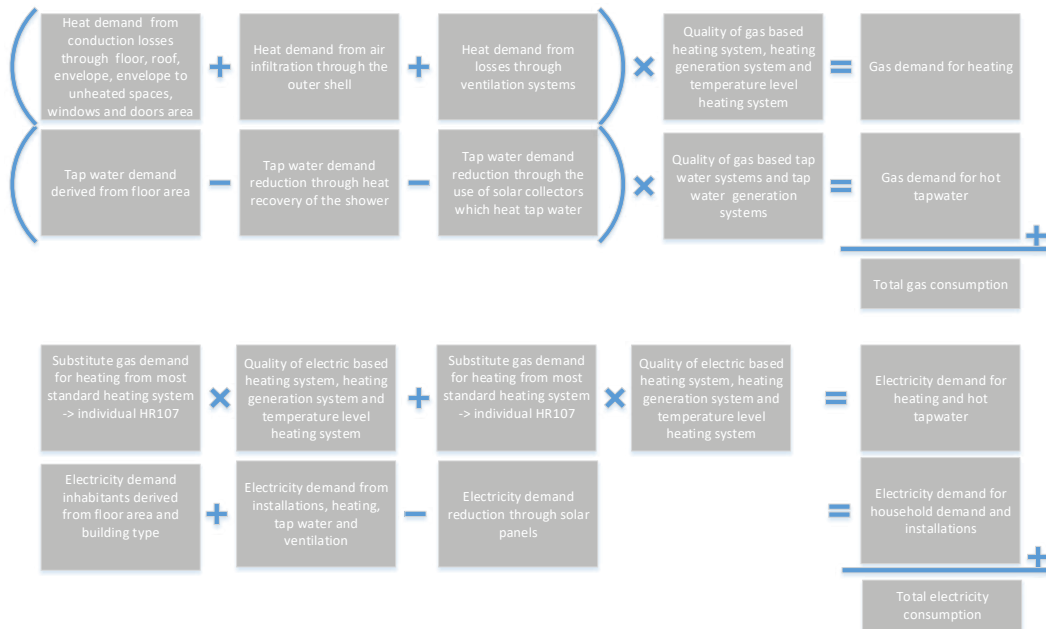 Heat demand from
conduction losses
through floor, roof,
envelope, envelope to
unheated spaces,
windows and doors area
+
Heat demand from air
infiltration through the
outer shell
+
Heat demand from
losses through
ventilation systems
×
Quality of gas based
heating system, heating
generation system and
temperature level
heating system
=
Gas demand for heating
Tap water demand
derived from floor area
−
Tap water demand
reduction through heat
recovery of the shower
−
Tap water demand
reduction through the
use of solar collectors
which heat tap water
×
Quality of gas based tap
water systems and tap
water generation
systems
=
Gas demand for hot
tapwater
+
Total gas consumption
Substitute gas demand
for heating from most
standard heating system
-> individual HR107
×
Quality of electric based
heating system, heating
generation system and
temperature level
heating system
+
Substitute gas demand
for heating from most
standard heating system
-> individual HR107
×
Quality of electric based
heating system, heating
generation system and
temperature level
heating system
=
Electricity demand for
heating and hot
tapwater
Electricity demand
inhabitants derived
from floor area and
building type
+
Electricity demand from
installations, heating,
tap water and
ventilation
−
Electricity demand
reduction through solar
panels
=
Electricity demand for
household demand and
installations
+
Total electricity
consumption